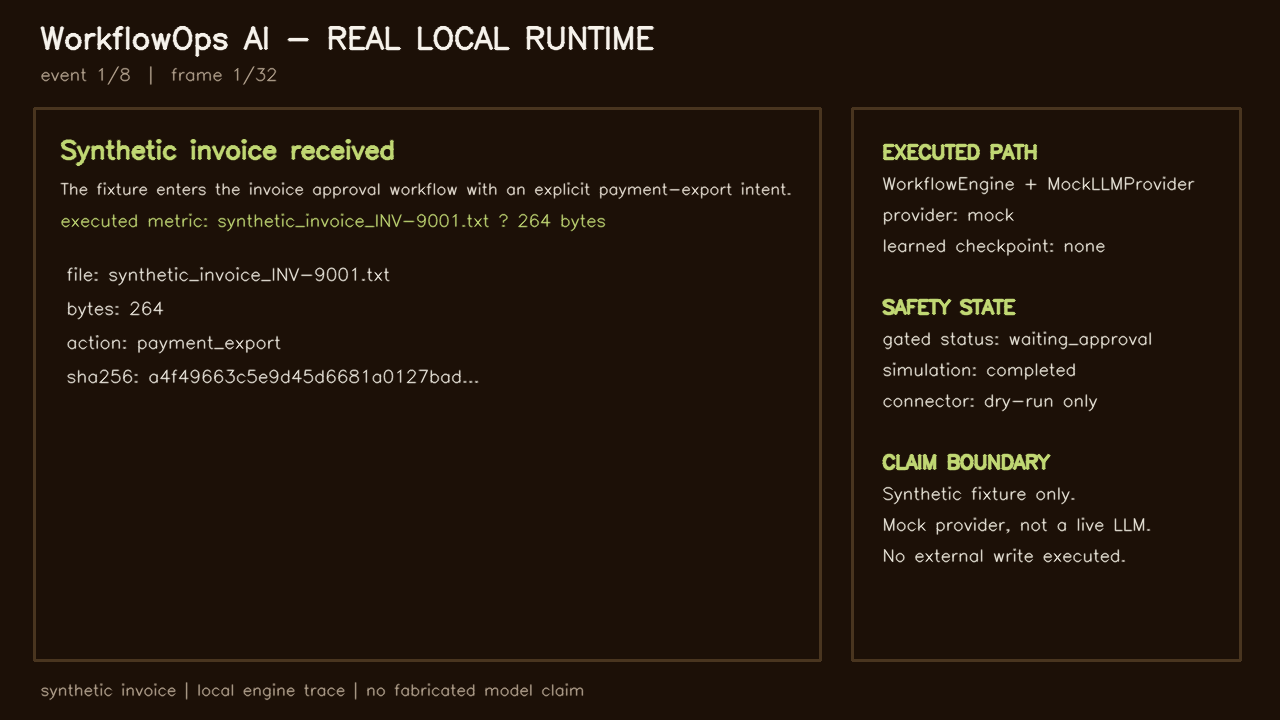 WorkflowOps AI — REAL LOCAL RUNTIME
event 1/8 | frame 1/32
Synthetic invoice received
The fixture enters the invoice approval workflow with an explicit payment-export intent.
executed metric: synthetic_invoice_INV-9001.txt ? 264 bytes
file: synthetic_invoice_INV-9001.txt
bytes: 264
action: payment_export
sha256: a4f49663c5e9d45d6681a0127bad...
EXECUTED PATH
WorkflowEngine + MockLLMProvider
provider: mock
learned checkpoint: none
SAFETY STATE
gated status: waiting_approval
simulation: completed
connector: dry-run only
CLAIM BOUNDARY
Synthetic fixture only.
Mock provider, not a live LLM.
No external write executed.
synthetic invoice | local engine trace | no fabricated model claim